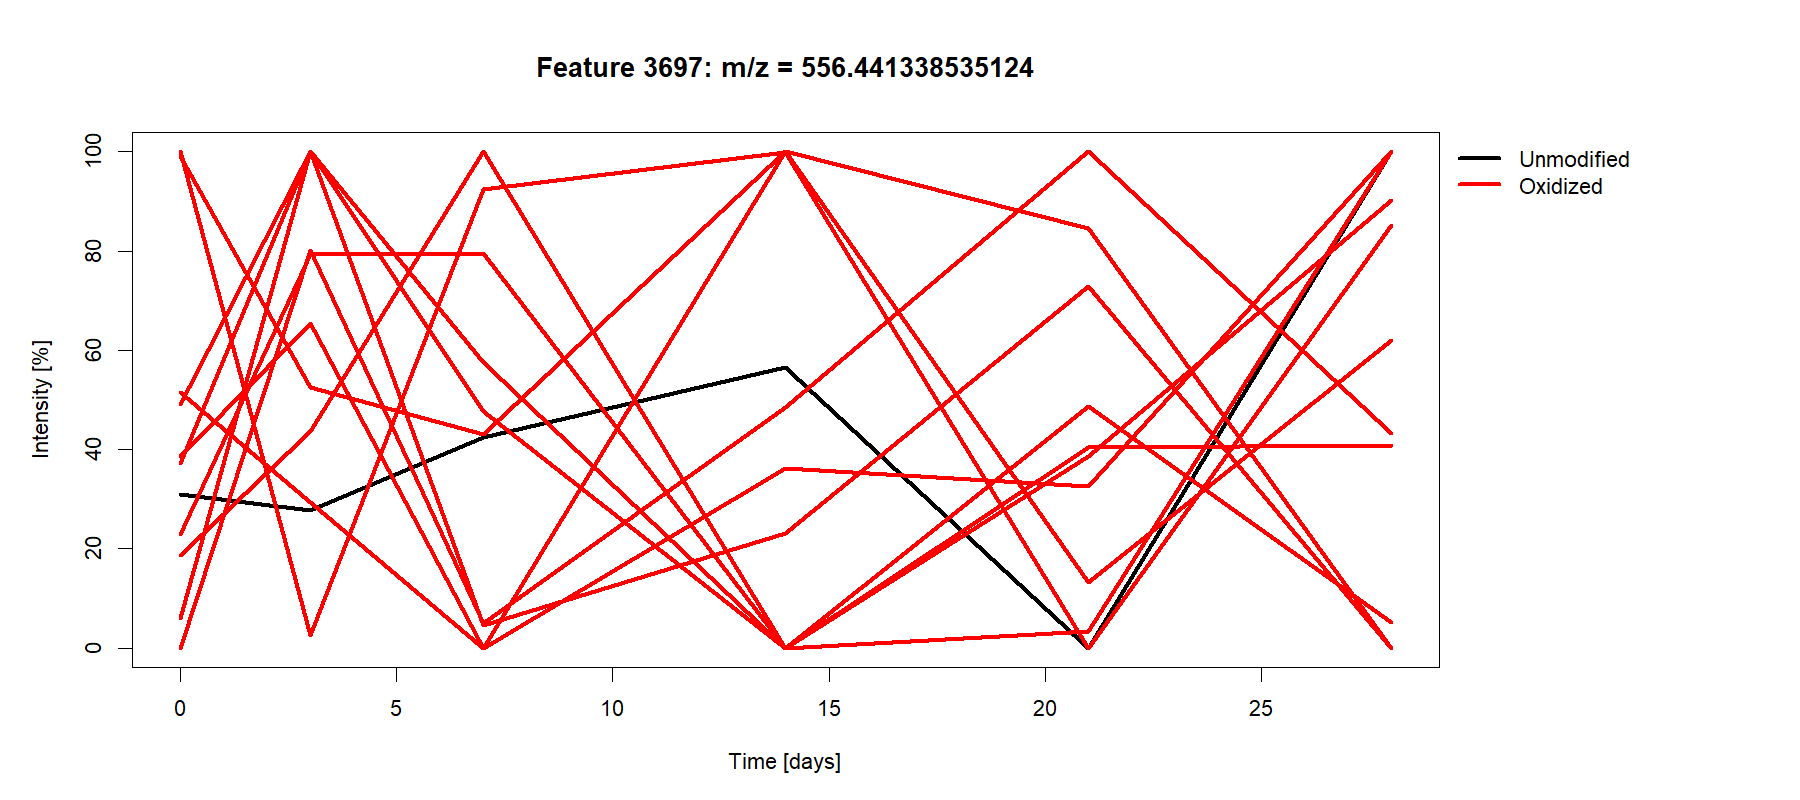 Feature 3697: m/z = 556.441338535124
Unmodified
Oxidized
Intensity [%]
100
80
60
40
20
0
0 5 10 15 20 25
Time [days]